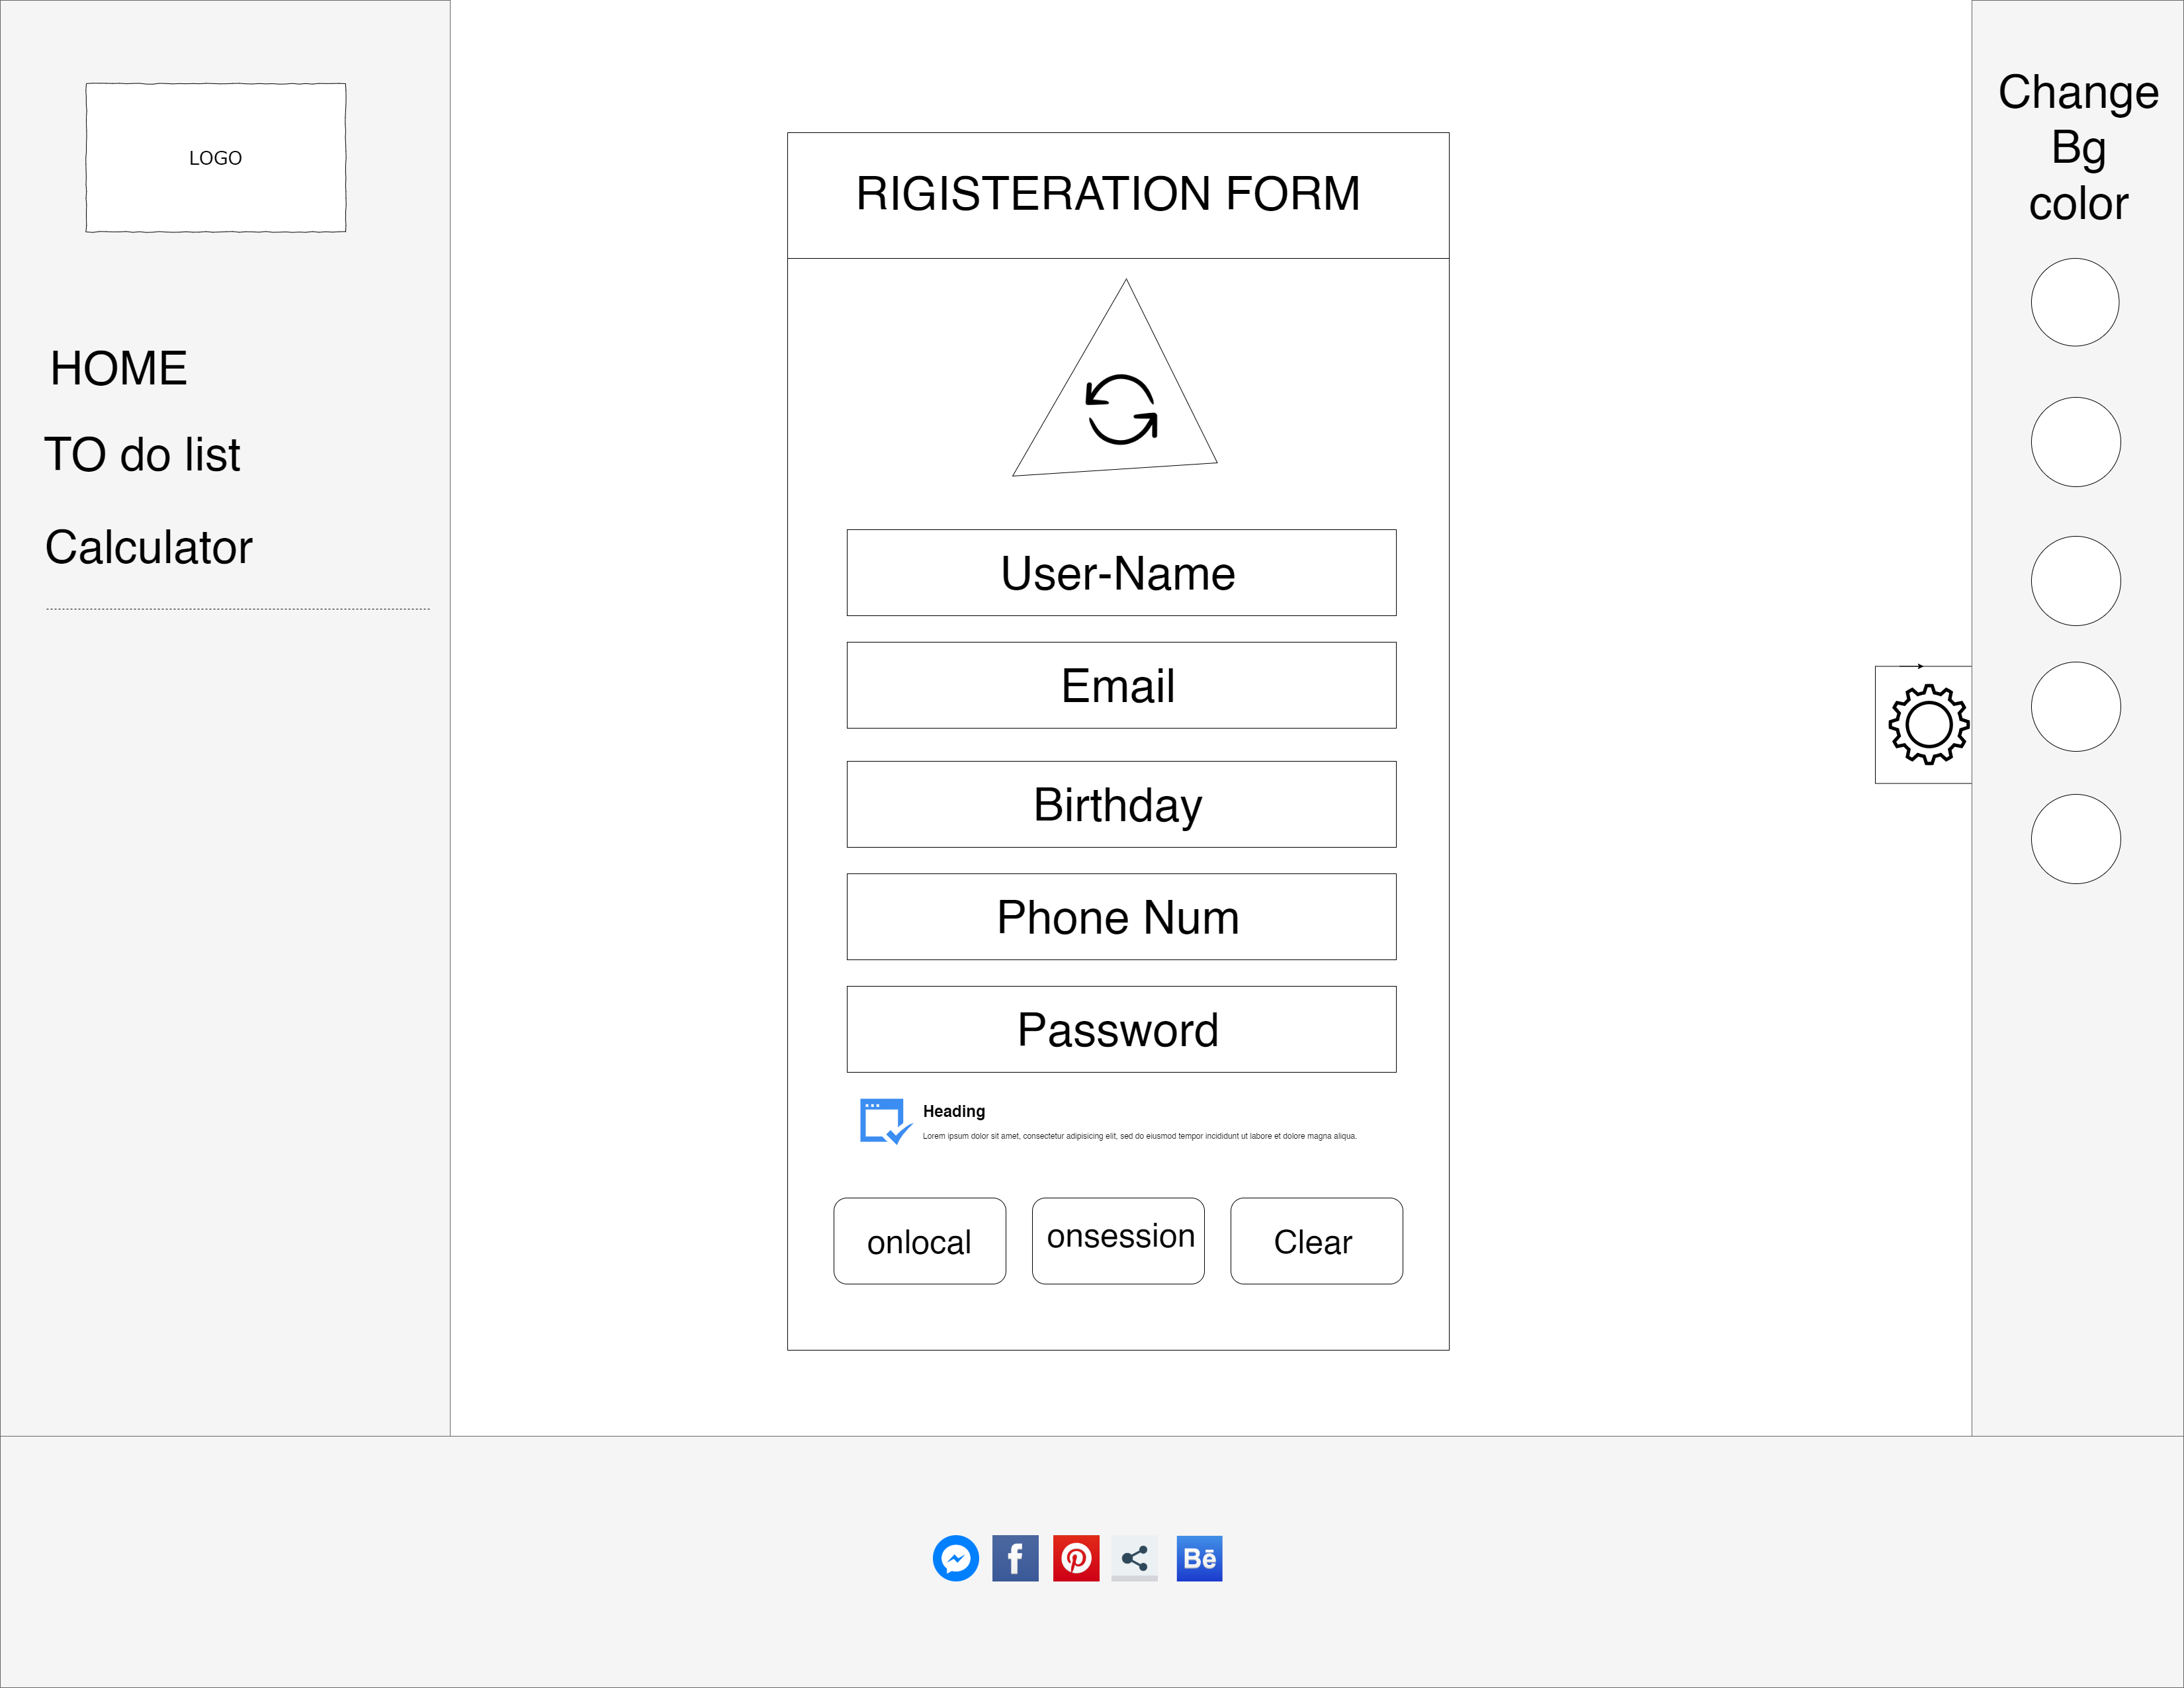 LOGO
HOME
TO do list
Calculator
RIGISTERATION FORM
User-Name
Email
Birthday
Phone Num
Password
Heading
Lorem ipsum dolor sit amet, consectetur adipisicing elit, sed do eiusmod tempor incididunt ut labore et dolore magna aliqua.
onlocal
onsession
Clear
Change
Bg
color
f
Bē